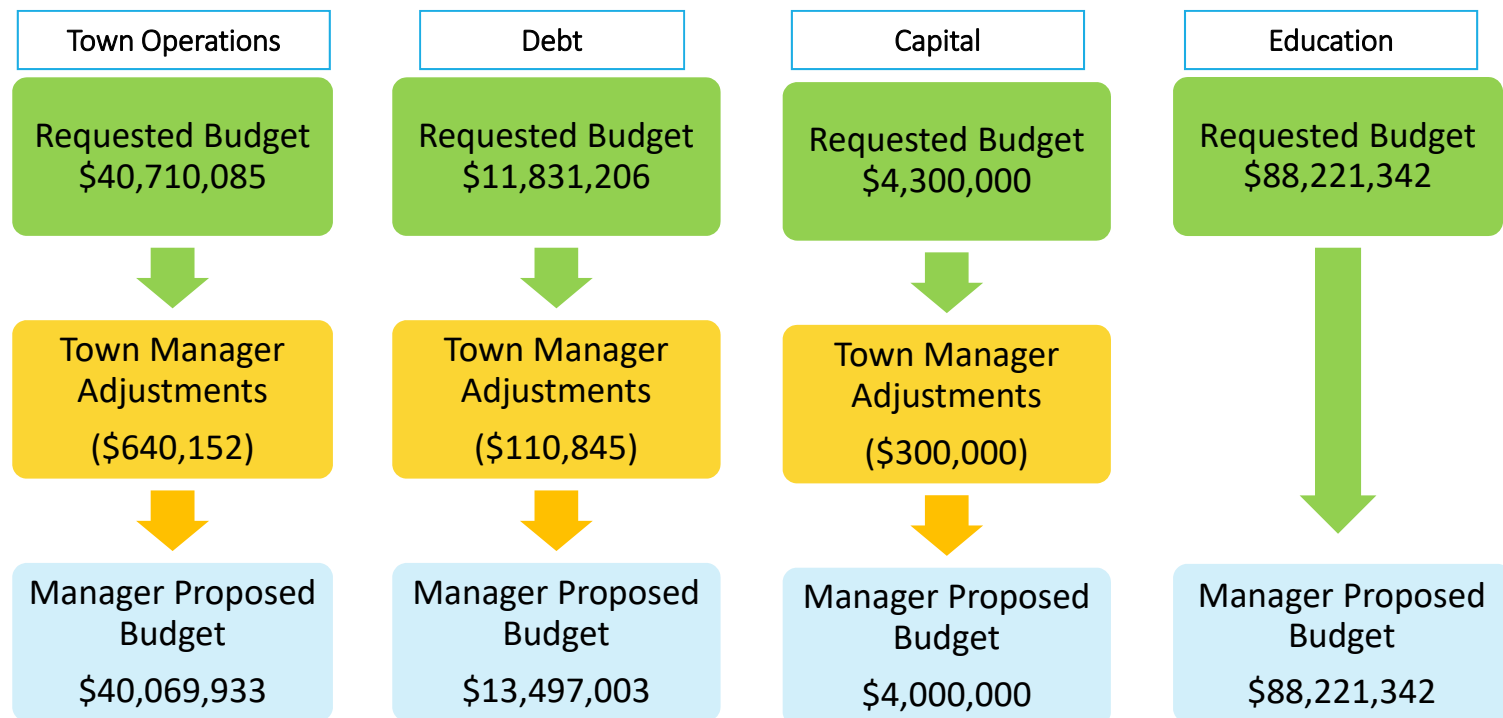 Town Operations
Requested Budget
$40,710,085
Town Manager
Adjustments
($640,152)
Manager Proposed
Budget
$40,069,933
Debt
Requested Budget
$11,831,206
Town Manager
Adjustments
($110,845)
Manager Proposed
Budget
$13,497,003
Capital
Requested Budget
$4,300,000
Town Manager
Adjustments
($300,000)
Manager Proposed
Budget
$4,000,000
Education
Requested Budget
$88,221,342
Manager Proposed
Budget
$88,221,342